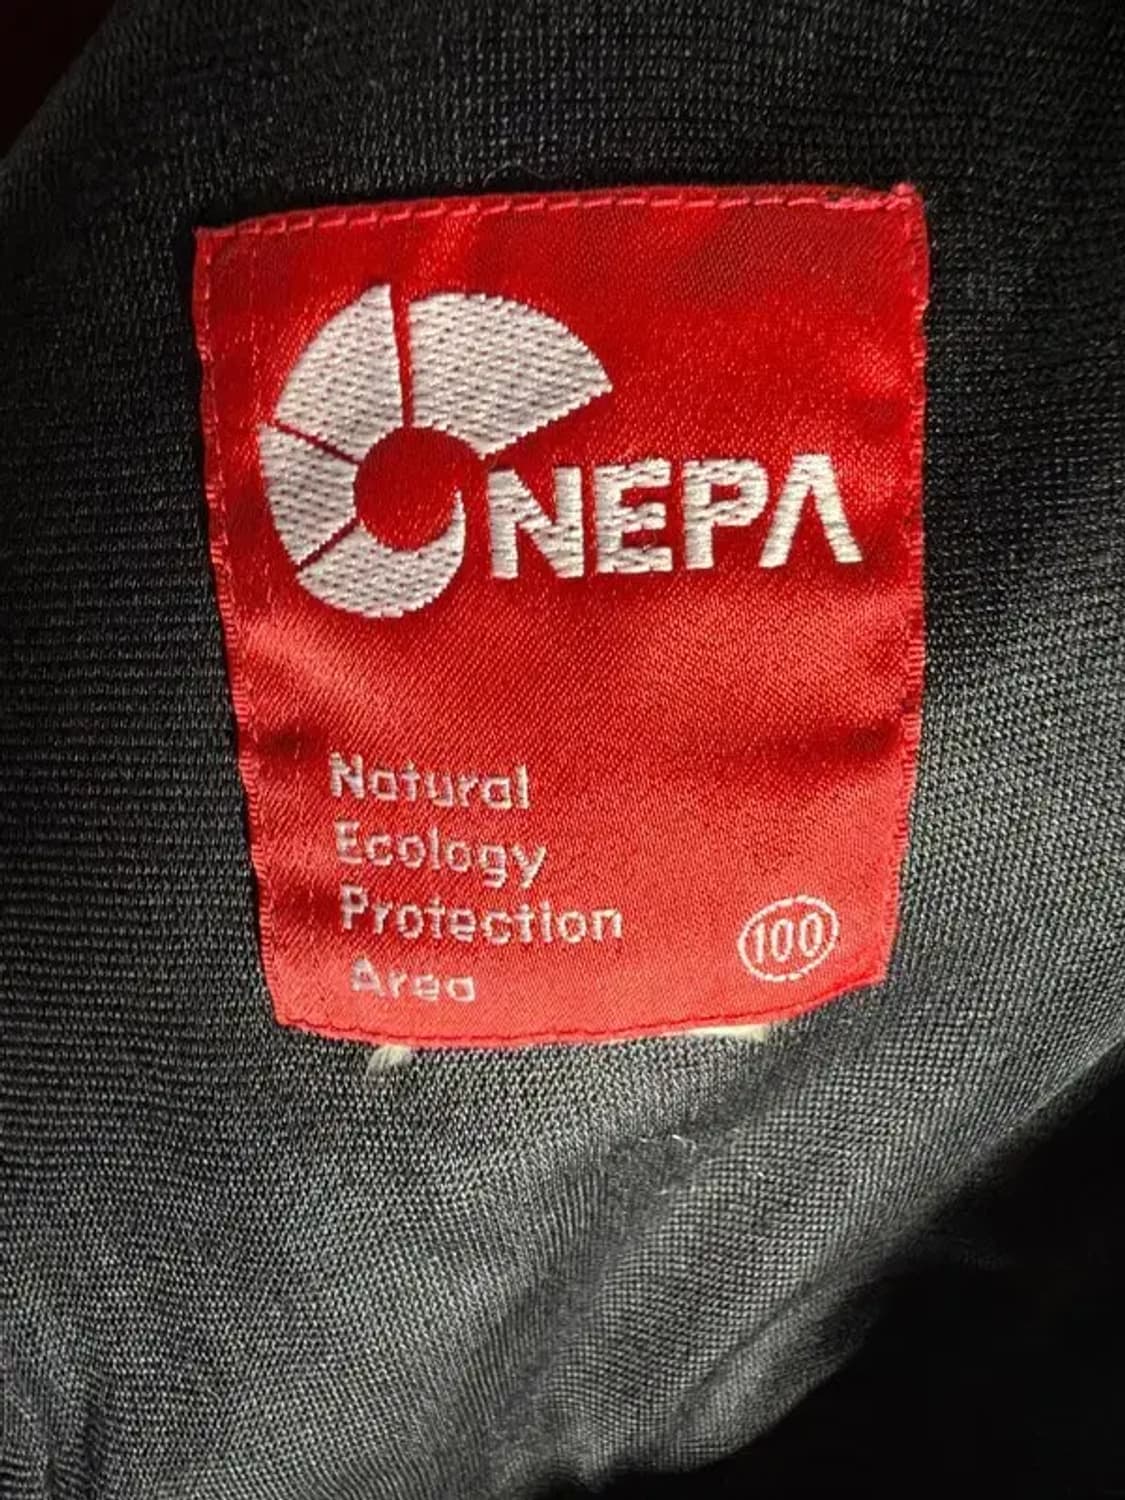 NEPA
Natural
Ecology
Protection
Area
100